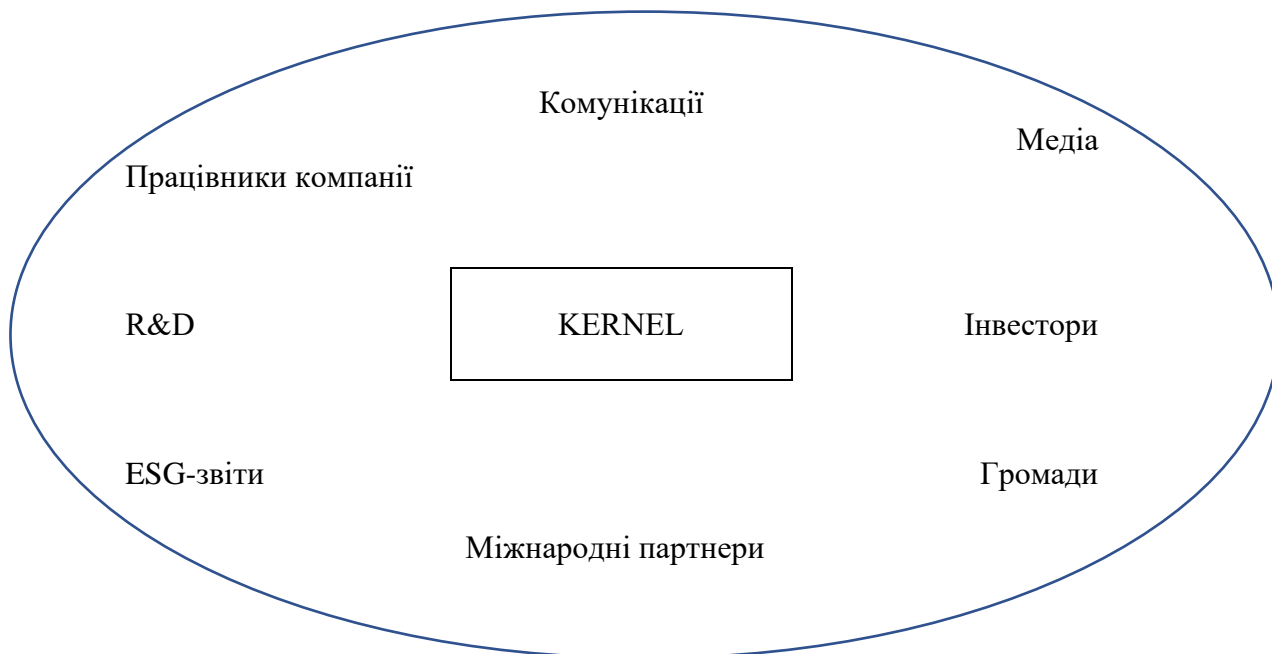 Комунікації
Медіа
Працівники компанії
R&D
KERNEL
Інвестори
ESG-звіти
Громади
Міжнародні партнери